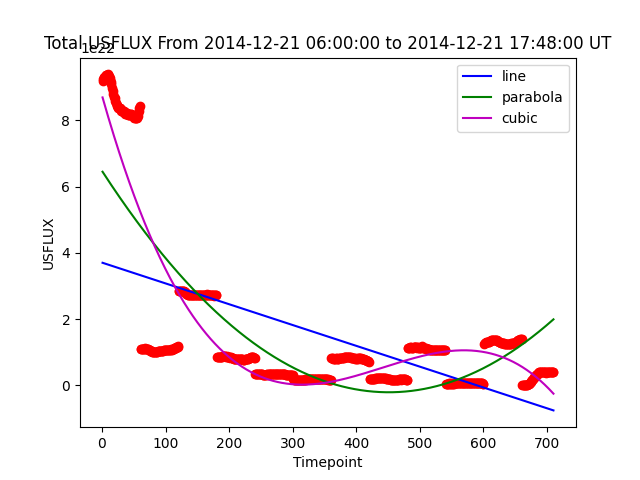 Total USFLUX From 2014-12-21 06:00:00 to 2014-12-21 17:48:00 UT
1e22
line
parabola
cubic
8
6
4
2
0
USFLUX
0 100 200 300 400 500 600 700
Timepoint